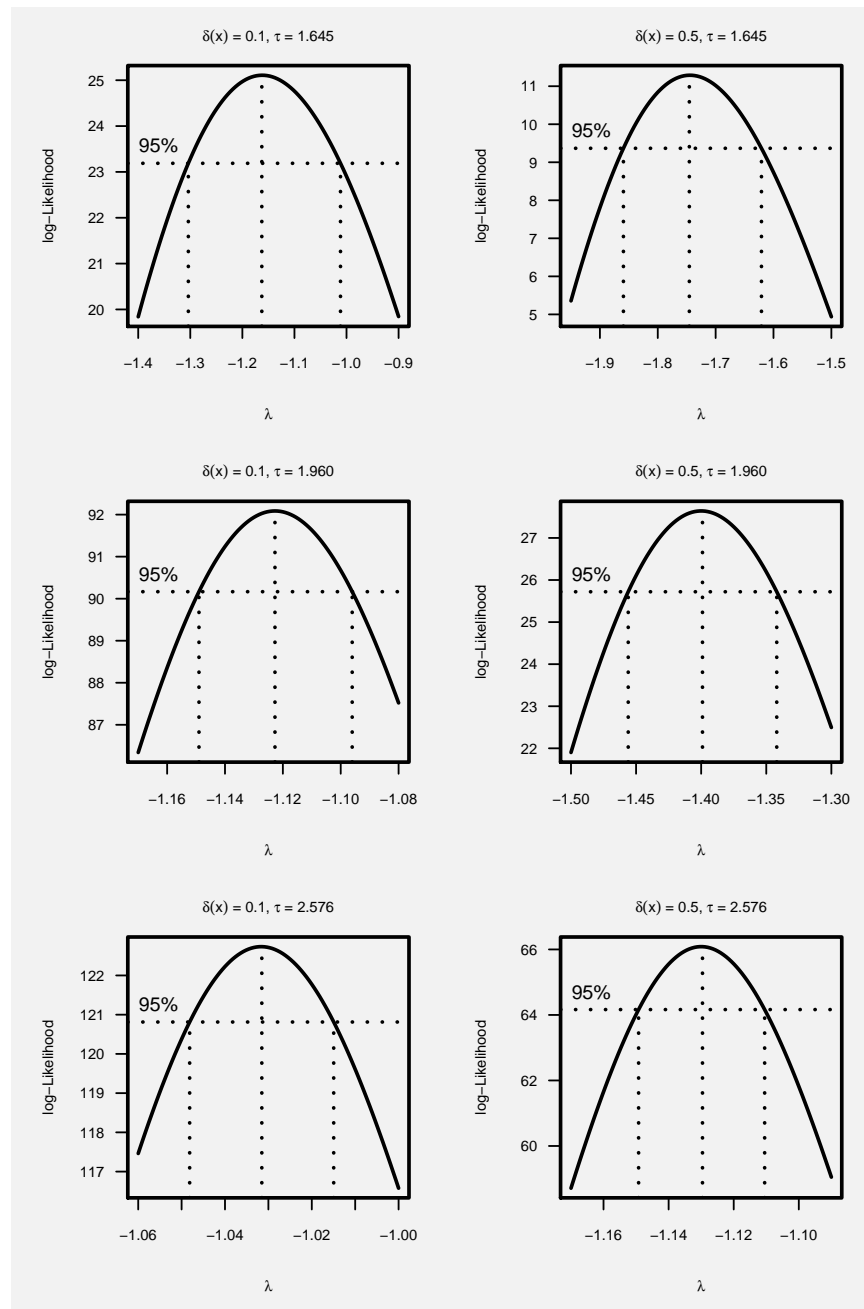 δ(x) = 0.1, τ = 1.645
25
24
23
22
21
20
log−Likelihood
95%
−1.4 −1.3 −1.2 −1.1 −1.0 −0.9
λ
δ(x) = 0.5, τ = 1.645
11
10
9
8
7
6
5
log−Likelihood
95%
−1.9 −1.8 −1.7 −1.6 −1.5
λ
δ(x) = 0.1, τ = 1.960
92
91
90
89
88
87
log−Likelihood
95%
−1.16 −1.14 −1.12 −1.10 −1.08
λ
δ(x) = 0.5, τ = 1.960
27
26
25
24
23
22
log−Likelihood
95%
−1.50 −1.45 −1.40 −1.35 −1.30
λ
δ(x) = 0.1, τ = 2.576
122
121
120
119
118
117
log−Likelihood
95%
−1.06 −1.04 −1.02 −1.00
λ
δ(x) = 0.5, τ = 2.576
66
64
62
60
log−Likelihood
95%
−1.16 −1.14 −1.12 −1.10
λ